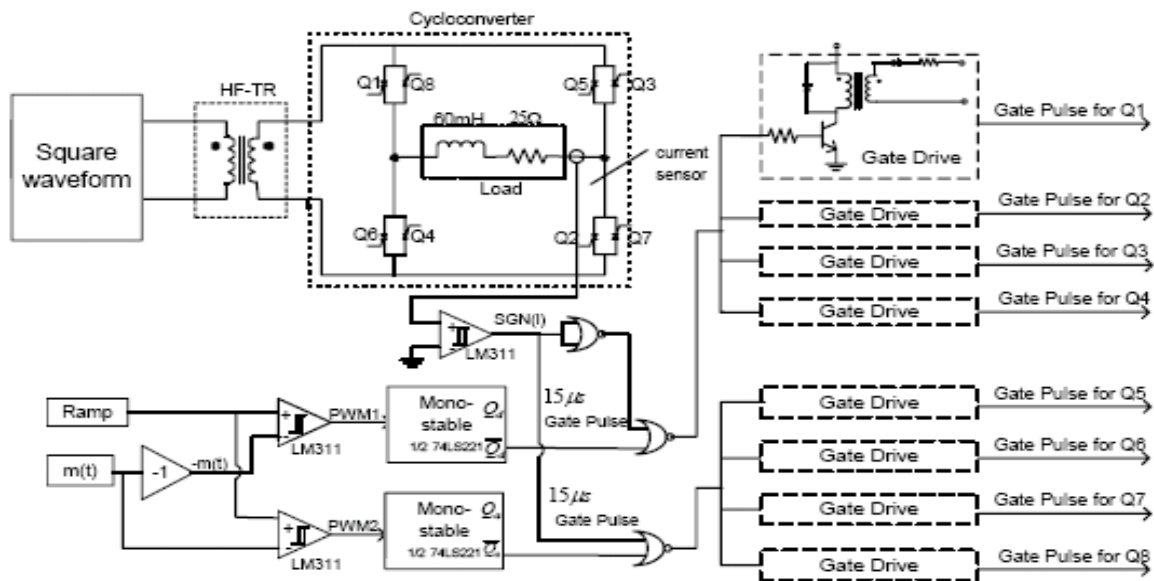 Cycloconverter
HF-TR
Square
waveform
Q1
Q8
Q5
Q3
60mH
25Ω
Load
current
sensor
Q6
Q4
Q2
Q7
Gate Drive
Gate Pulse for Q1
Gate Drive
Gate Pulse for Q2
Gate Drive
Gate Pulse for Q3
Gate Drive
Gate Pulse for Q4
+
-
SGN(I)
LM311
Ramp
m(t)
-1
-m(t)
+
-
PWM1
LM311
Mono-
stable
1/2 74LS221
15μs
Gate Pulse
+
-
PWM2
LM311
Mono-
stable
1/2 74LS221
15μs
Gate Pulse
Gate Drive
Gate Pulse for Q5
Gate Drive
Gate Pulse for Q6
Gate Drive
Gate Pulse for Q7
Gate Drive
Gate Pulse for Q8